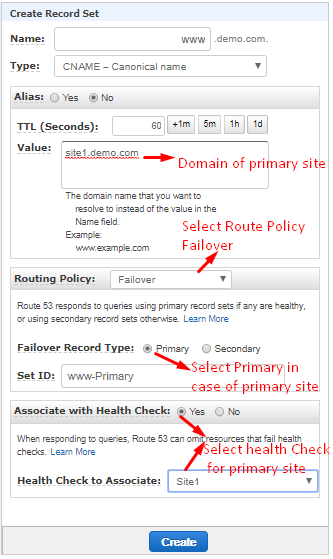 Create Record Set
Name: www .demo.com.
Type: CNAME – Canonical name
Alias: Yes No
TTL (Seconds): 60 +1m 5m 1h 1d
Value: site1.demo.com
Domain of primary site
The domain name that you want to
resolve to instead of the value in the
Name field.
Example:
www.example.com
Select Route Policy
Failover
Routing Policy: Failover
Route 53 responds to queries using primary record sets if any are healthy,
or using secondary record sets otherwise. Learn More
Failover Record Type: Primary Secondary
Select Primary in
case of primary site
Set ID: www-Primary
Associate with Health Check: Yes No
When responding to queries, Route 53 can omit resources that fail health
checks. Learn More
Select health Check
for primary site
Health Check to Associate: Site1
Create